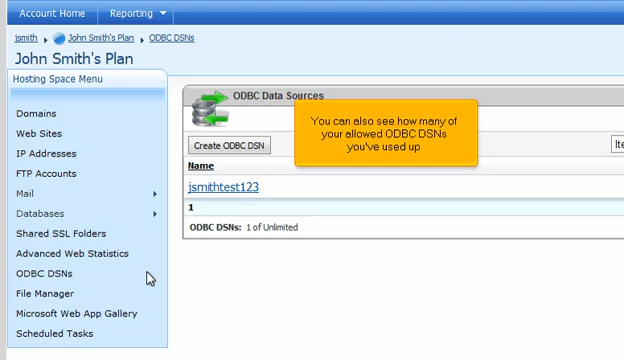 Account Home Reporting
jsmith John Smith's Plan ODBC DSNs
John Smith's Plan
Hosting Space Menu
Domains
Web Sites
IP Addresses
FTP Accounts
Mail
Databases
Shared SSL Folders
Advanced Web Statistics
ODBC DSNs
File Manager
Microsoft Web App Gallery
Scheduled Tasks
ODBC Data Sources
You can also see how many of
your allowed ODBC DSNs
you've used up
Create ODBC DSN
Name
jsmithtest123
1
ODBC DSNs: 1 of Unlimited